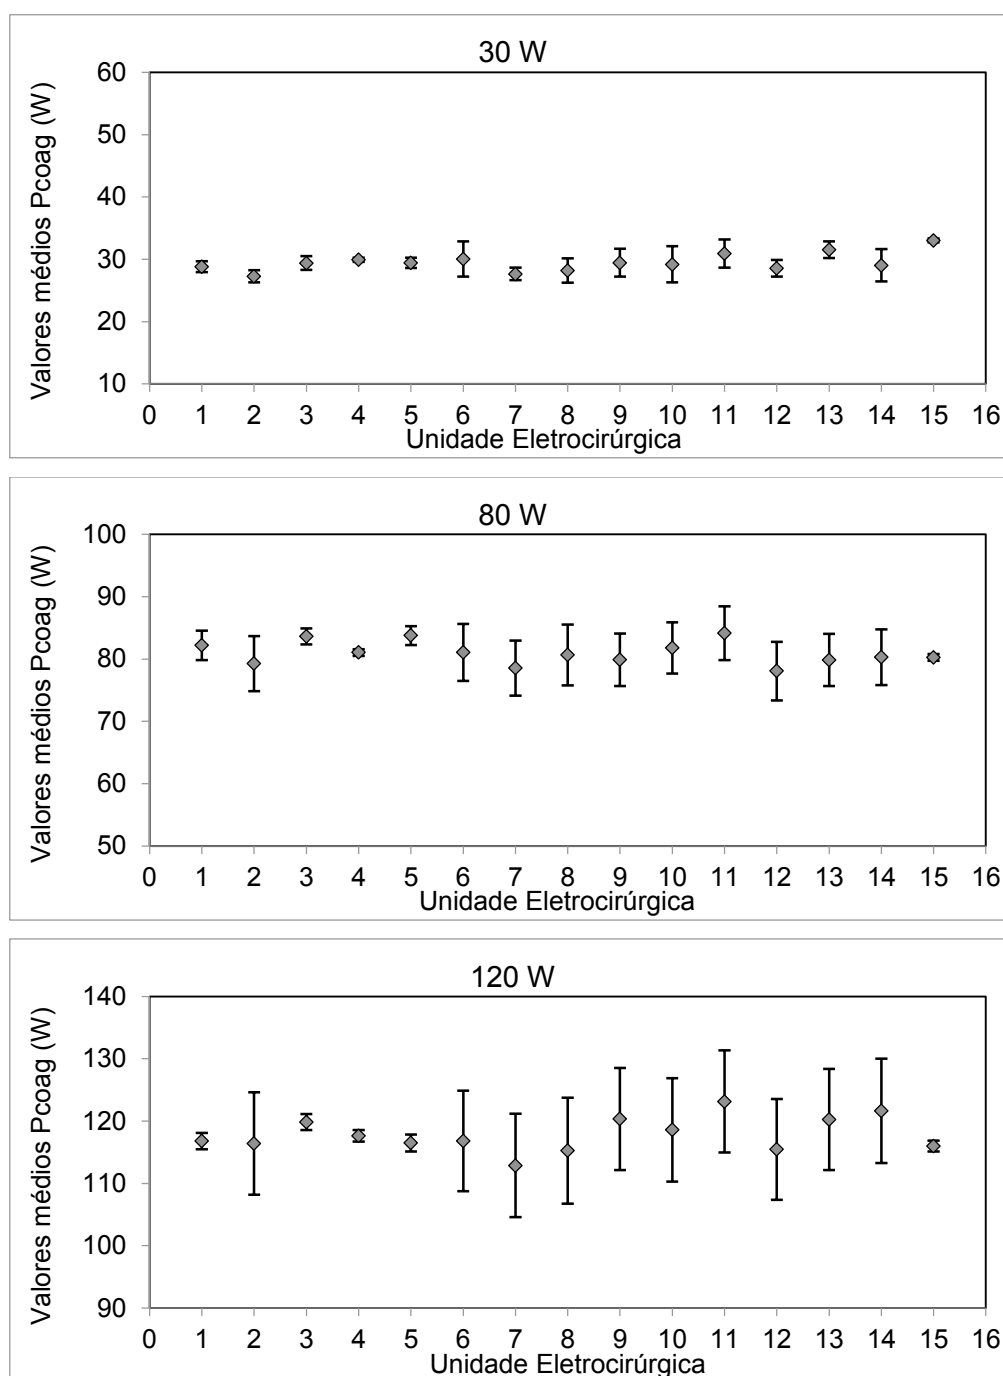 30 W
Valores médios Pcoag (W)
60
50
40
30
20
10
0 1 2 3 4 5 6 7 8 9 10 11 12 13 14 15 16
Unidade Eletrocirúrgica
80 W
Valores médios Pcoag (W)
100
90
80
70
60
50
0 1 2 3 4 5 6 7 8 9 10 11 12 13 14 15 16
Unidade Eletrocirúrgica
120 W
Valores médios Pcoag (W)
140
130
120
110
100
90
0 1 2 3 4 5 6 7 8 9 10 11 12 13 14 15 16
Unidade Eletrocirúrgica